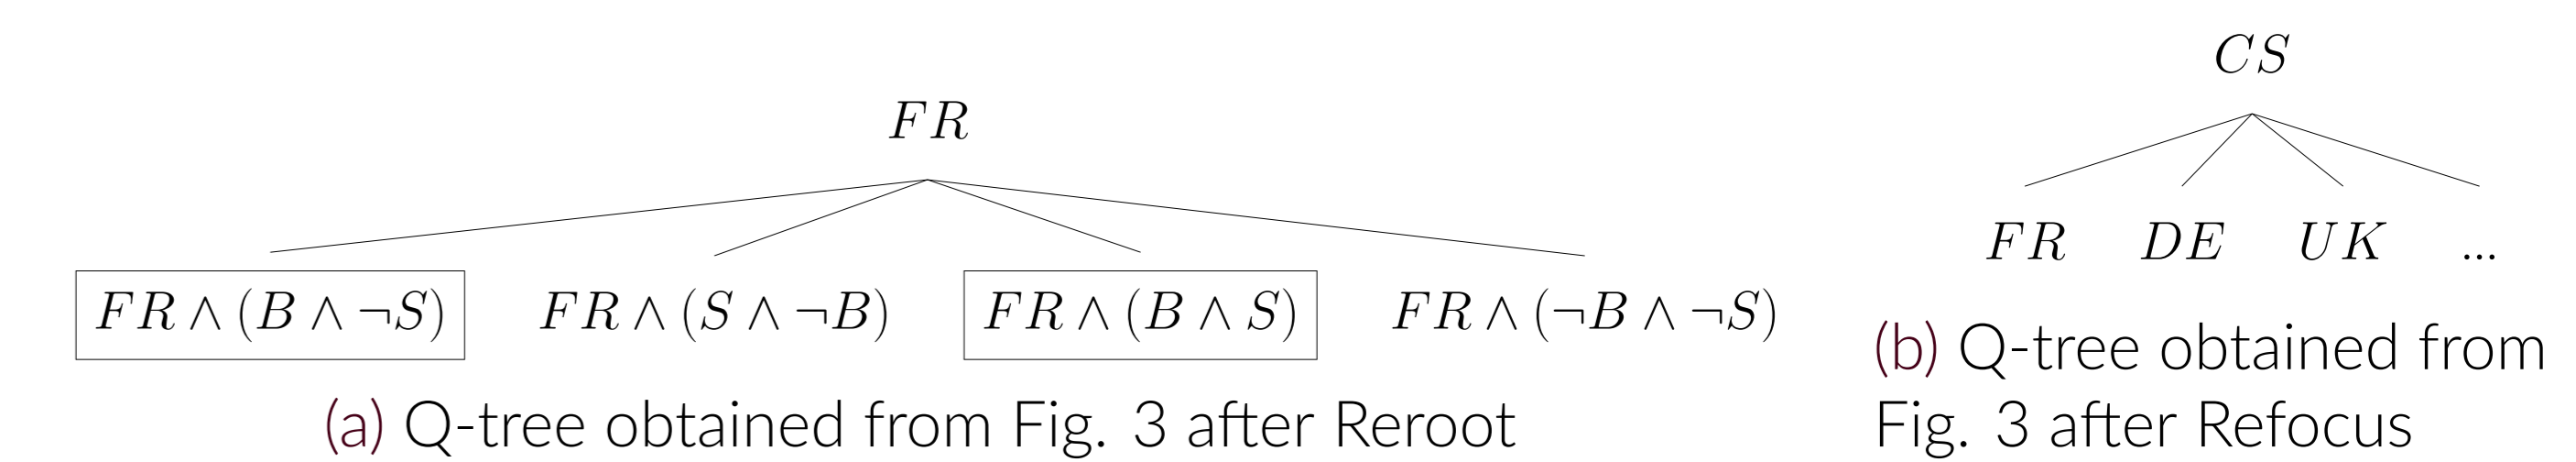 CS
FR
FR DE UK ...
FR ∧ (B ∧ ¬S) FR ∧ (S ∧ ¬B) FR ∧ (B ∧ S) FR ∧ (¬B ∧ ¬S)
(a) Q-tree obtained from Fig. 3 after Reroot
(b) Q-tree obtained from
Fig. 3 after Refocus